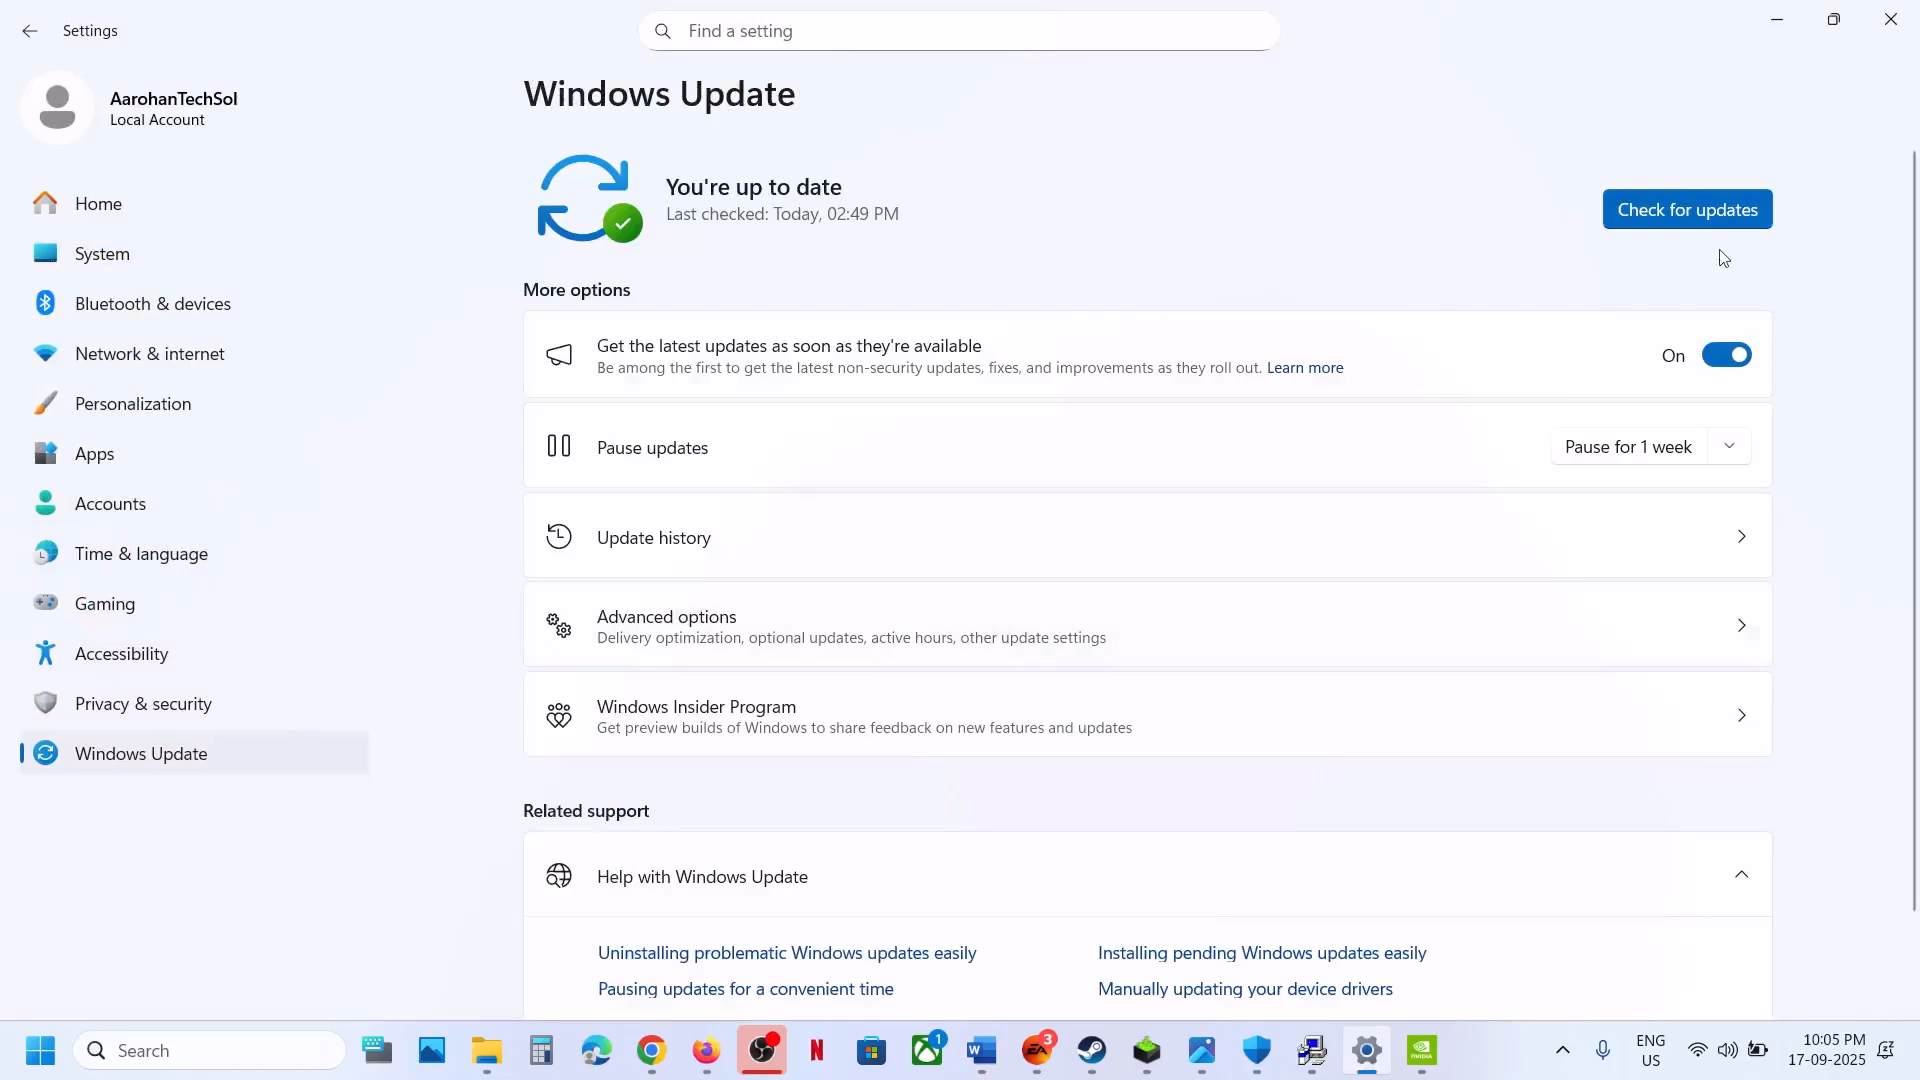 Settings
Find a setting
AarohanTechSol
Local Account
Home
System
Bluetooth & devices
Network & internet
Personalization
Apps
Accounts
Time & language
Gaming
Accessibility
Privacy & security
Windows Update
Windows Update
You're up to date
Last checked: Today, 02:49 PM
Check for updates
More options
Get the latest updates as soon as they're available
Be among the first to get the latest non-security updates, fixes, and improvements as they roll out. Learn more
On
Pause updates
Pause for 1 week
Update history
Advanced options
Delivery optimization, optional updates, active hours, other update settings
Windows Insider Program
Get preview builds of Windows to share feedback on new features and updates
Related support
Help with Windows Update
Uninstalling problematic Windows updates easily
Installing pending Windows updates easily
Pausing updates for a convenient time
Manually updating your device drivers
Search
N
1
W
EA
3
NVIDIA
ENG
US
10:05 PM
17-09-2025